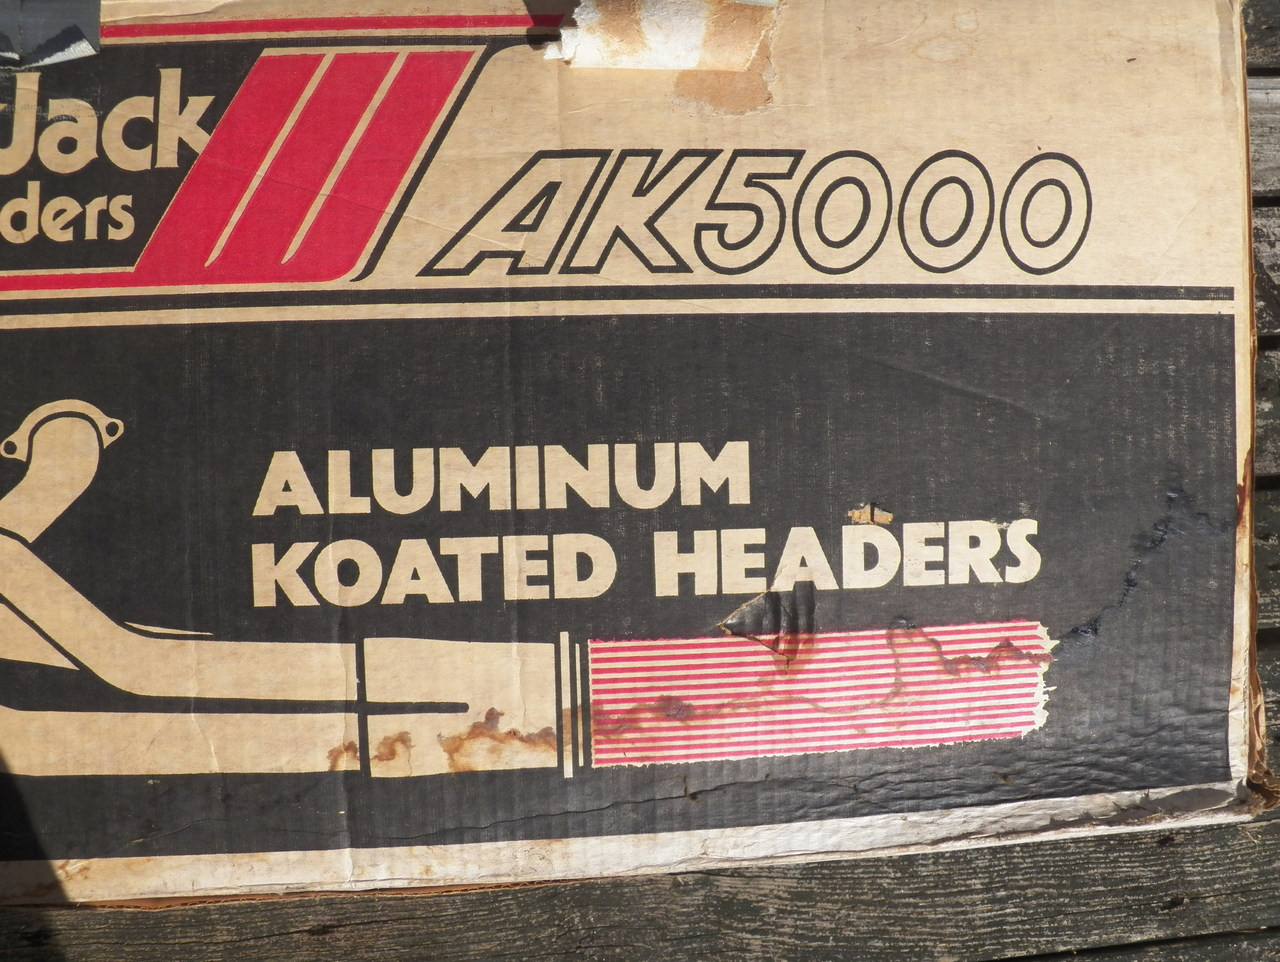 Jack
ders
AK5000
ALUMINUM
KOATED HEADERS